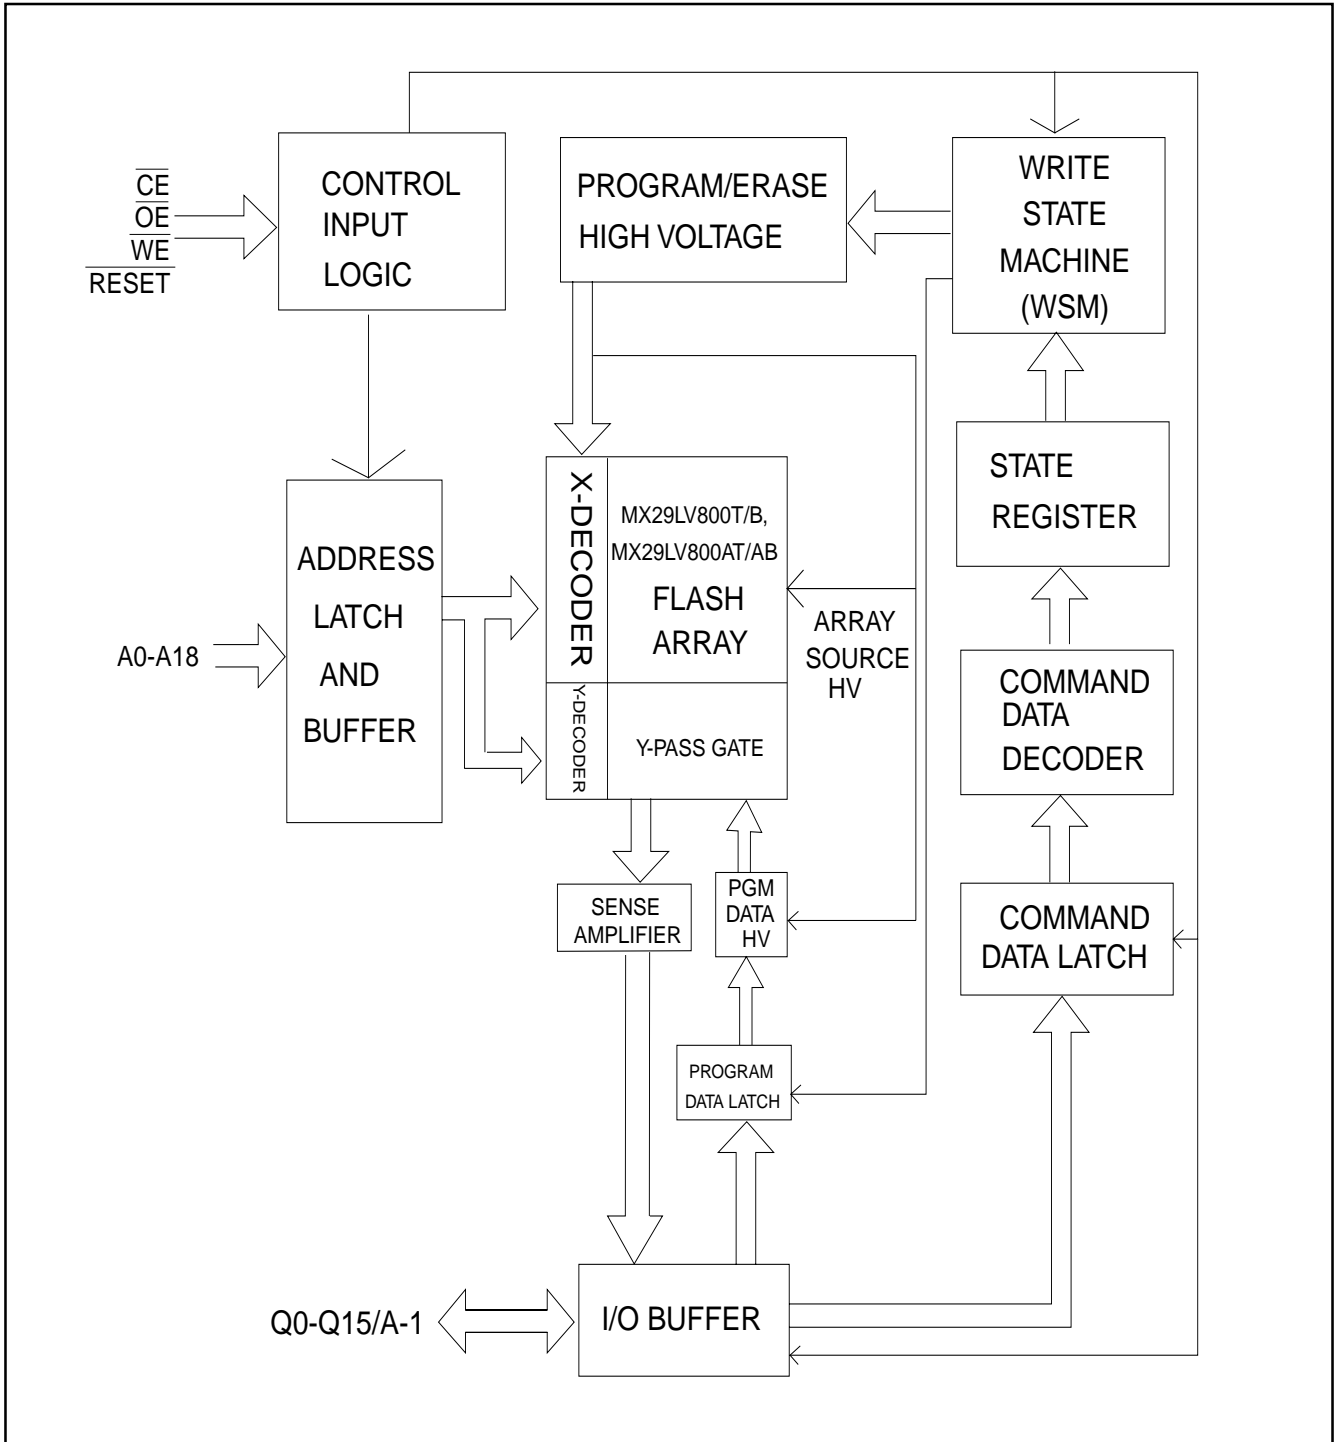 CE
OE
WE
RESET
CONTROL
INPUT
LOGIC
PROGRAM/ERASE
HIGH VOLTAGE
WRITE
STATE
MACHINE
(WSM)
STATE
REGISTER
ADDRESS
LATCH
AND
BUFFER
A0-A18
X-DECODER
MX29LV800T/B,
MX29LV800AT/AB
FLASH
ARRAY
ARRAY
SOURCE
HV
Y-DECODER
Y-PASS GATE
COMMAND
DATA
DECODER
SENSE
AMPLIFIER
PGM
DATA
HV
COMMAND
DATA LATCH
PROGRAM
DATA LATCH
Q0-Q15/A-1
I/O BUFFER